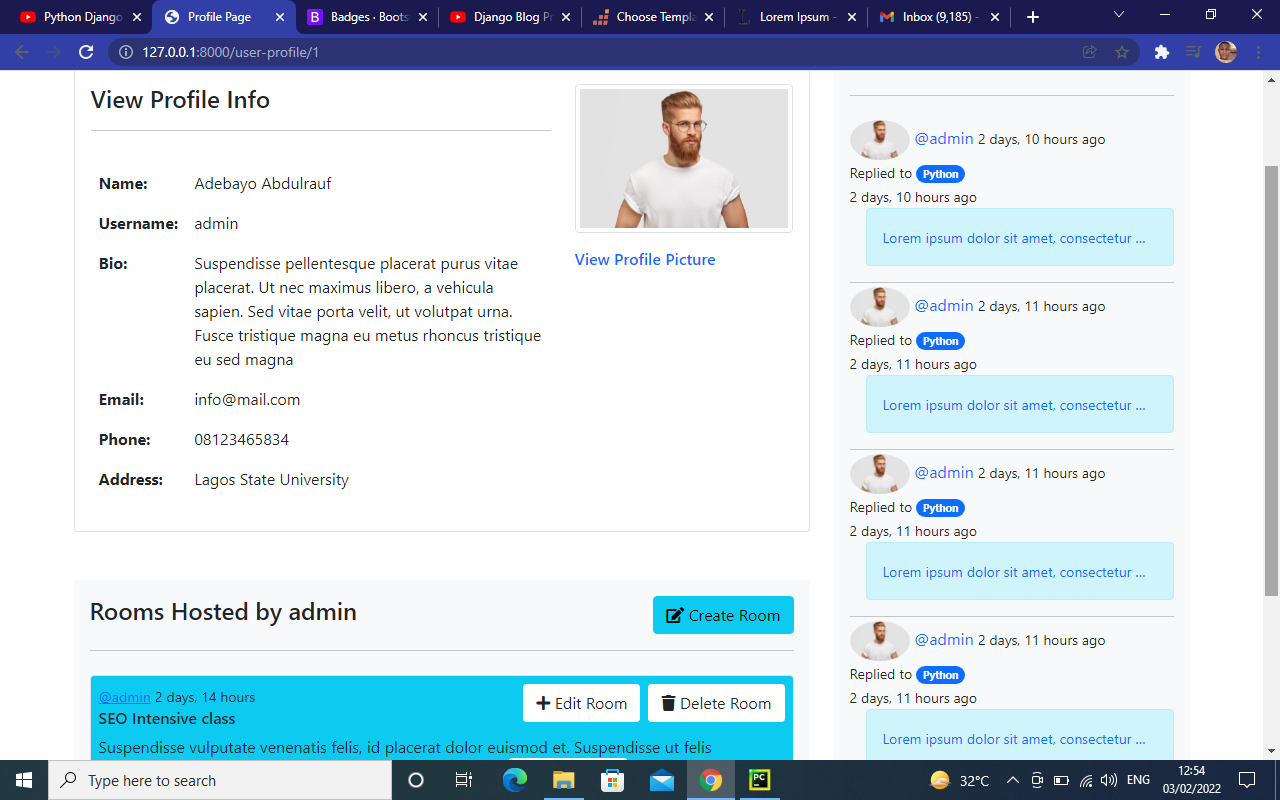 Python Django
Profile Page
Badges · Boots
Django Blog Pr
Choose Templa
Lorem Ipsum -
Inbox (9,185) -
127.0.0.1:8000/user-profile/1
View Profile Info
Name: Adebayo Abdulrauf
Username: admin
Bio: Suspendisse pellentesque placerat purus vitae
placerat. Ut nec maximus libero, a vehicula
sapien. Sed vitae porta velit, ut volutpat urna.
Fusce tristique magna eu metus rhoncus tristique
eu sed magna
Email: info@mail.com
Phone: 08123465834
Address: Lagos State University
View Profile Picture
Rooms Hosted by admin
Create Room
@admin 2 days, 14 hours
Edit Room
Delete Room
SEO Intensive class
Suspendisse vulputate venenatis felis, id placerat dolor euismod et. Suspendisse ut felis
@admin 2 days, 10 hours ago
Replied to Python
2 days, 10 hours ago
Lorem ipsum dolor sit amet, consectetur ...
@admin 2 days, 11 hours ago
Replied to Python
2 days, 11 hours ago
Lorem ipsum dolor sit amet, consectetur ...
@admin 2 days, 11 hours ago
Replied to Python
2 days, 11 hours ago
Lorem ipsum dolor sit amet, consectetur ...
@admin 2 days, 11 hours ago
Replied to Python
2 days, 11 hours ago
Lorem ipsum dolor sit amet, consectetur ...
Type here to search
PC
32°C
ENG
12:54
03/02/2022